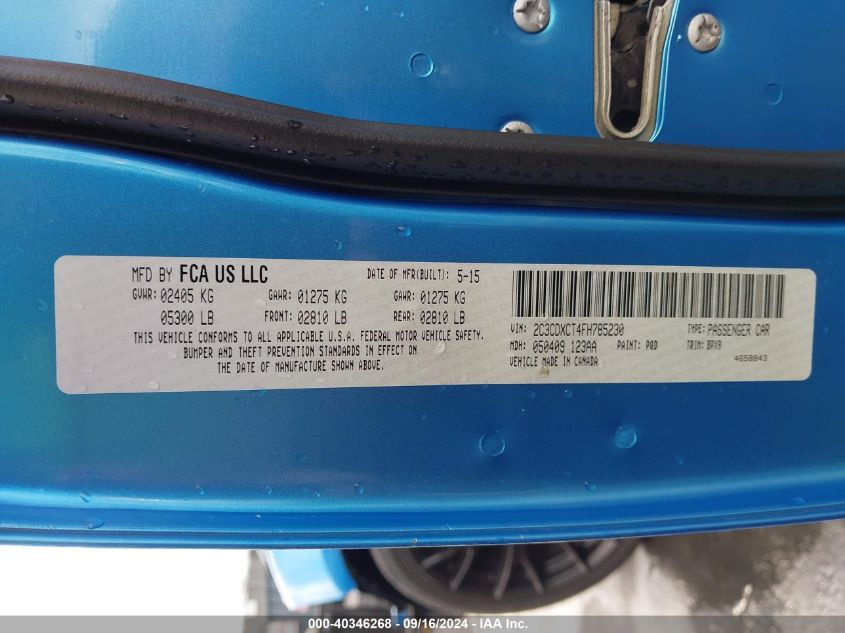 MFD BY FCA US LLC DATE OF MFR(BUILT): 5-15
GVWR: 02405 KG GAWR: 01275 KG GAWR: 01275 KG
05300 LB FRONT: 02810 LB REAR: 02810 LB
THIS VEHICLE CONFORMS TO ALL APPLICABLE U.S.A. FEDERAL MOTOR VEHICLE SAFETY,
BUMPER AND THEFT PREVENTION STANDARDS IN EFFECT ON
THE DATE OF MANUFACTURE SHOWN ABOVE.
VIN: 2C3CDXCT4FH785230 TYPE: PASSENGER CAR
MDH: 050409 123AA PAINT: PQD TRIM: BPX9
VEHICLE MADE IN CANADA 4658843
000-40346268 - 09/16/2024 - IAA Inc.